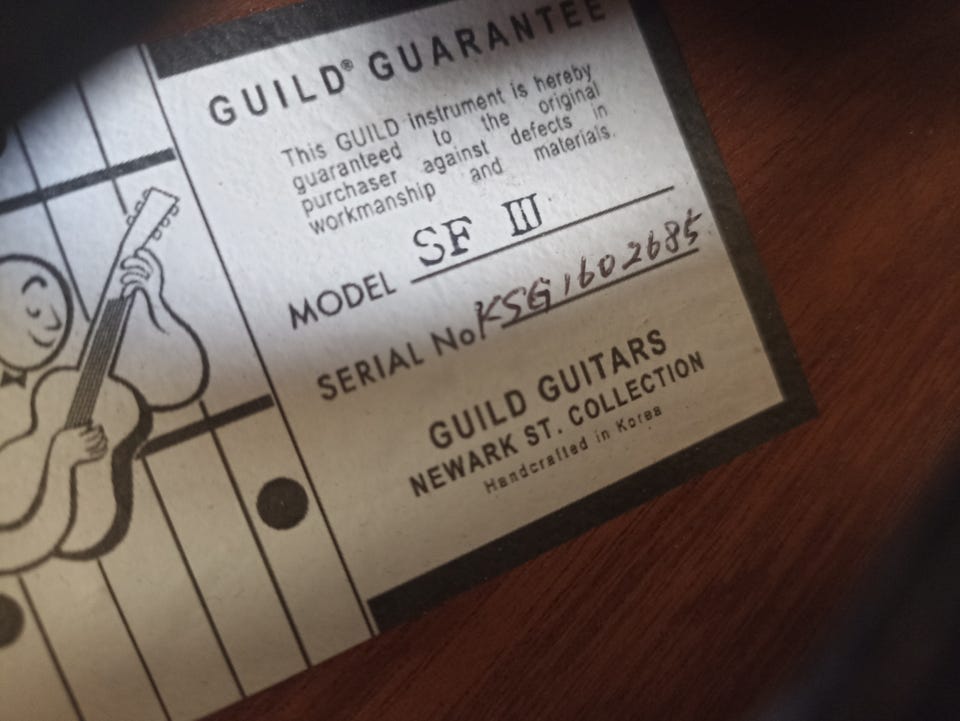 GUILD® GUARANTEE
This GUILD instrument is hereby
guaranteed to the original
purchaser against defects in
workmanship and materials.
MODEL SF III
SERIAL No KSG1602685
GUILD GUITARS
NEWARK ST. COLLECTION
Handcrafted in Korea